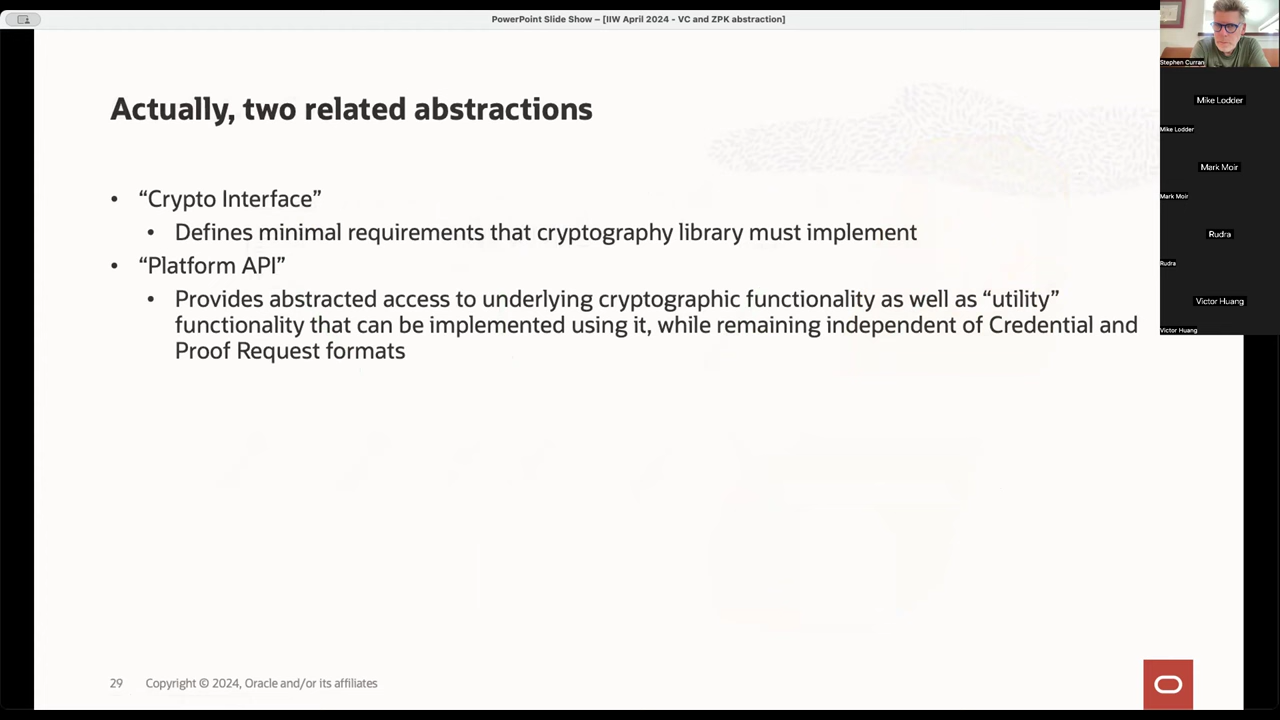 PowerPoint Slide Show – [IIW April 2024 - VC and ZPK abstraction]
Actually, two related abstractions
• “Crypto Interface”
• Defines minimal requirements that cryptography library must implement
• “Platform API”
• Provides abstracted access to underlying cryptographic functionality as well as “utility”
functionality that can be implemented using it, while remaining independent of Credential and
Proof Request formats
29 Copyright © 2024, Oracle and/or its affiliates
Stephen Curran
Mike Lodder
Mike Lodder
Mark Moir
Mark Moir
Rudra
Rudra
Victor Huang
Victor Huang